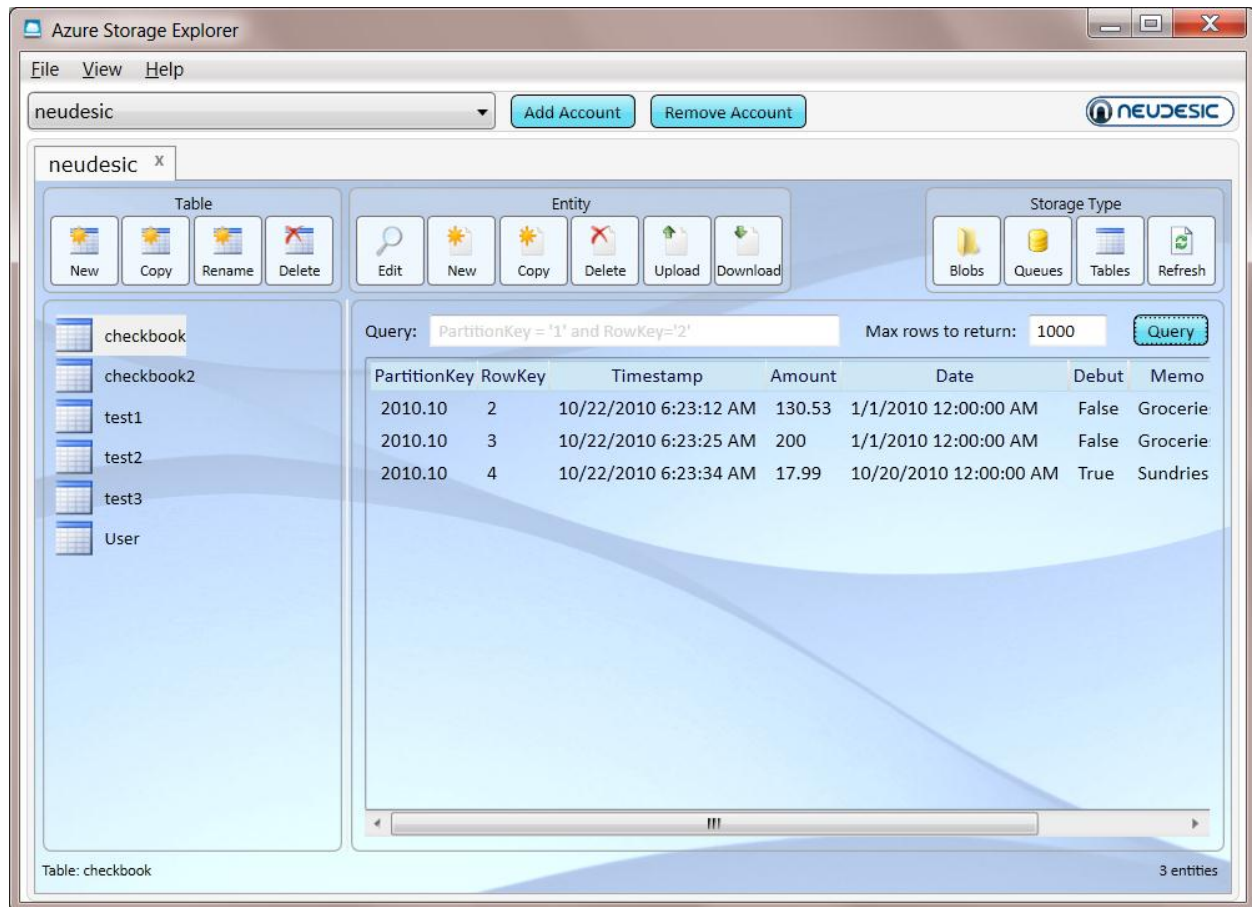 Azure Storage Explorer
File View Help
neudesic Add Account Remove Account NEUDESIC
neudesic x
Table Entity Storage Type
New Copy Rename Delete Edit New Copy Delete Upload Download Blobs Queues Tables Refresh
checkbook
checkbook2
test1
test2
test3
User
Query: PartitionKey = '1' and RowKey='2' Max rows to return: 1000 Query
PartitionKey RowKey Timestamp Amount Date Debut Memo
2010.10 2 10/22/2010 6:23:12 AM 130.53 1/1/2010 12:00:00 AM False Grocerie
2010.10 3 10/22/2010 6:23:25 AM 200 1/1/2010 12:00:00 AM False Grocerie
2010.10 4 10/22/2010 6:23:34 AM 17.99 10/20/2010 12:00:00 AM True Sundries
Table: checkbook 3 entities